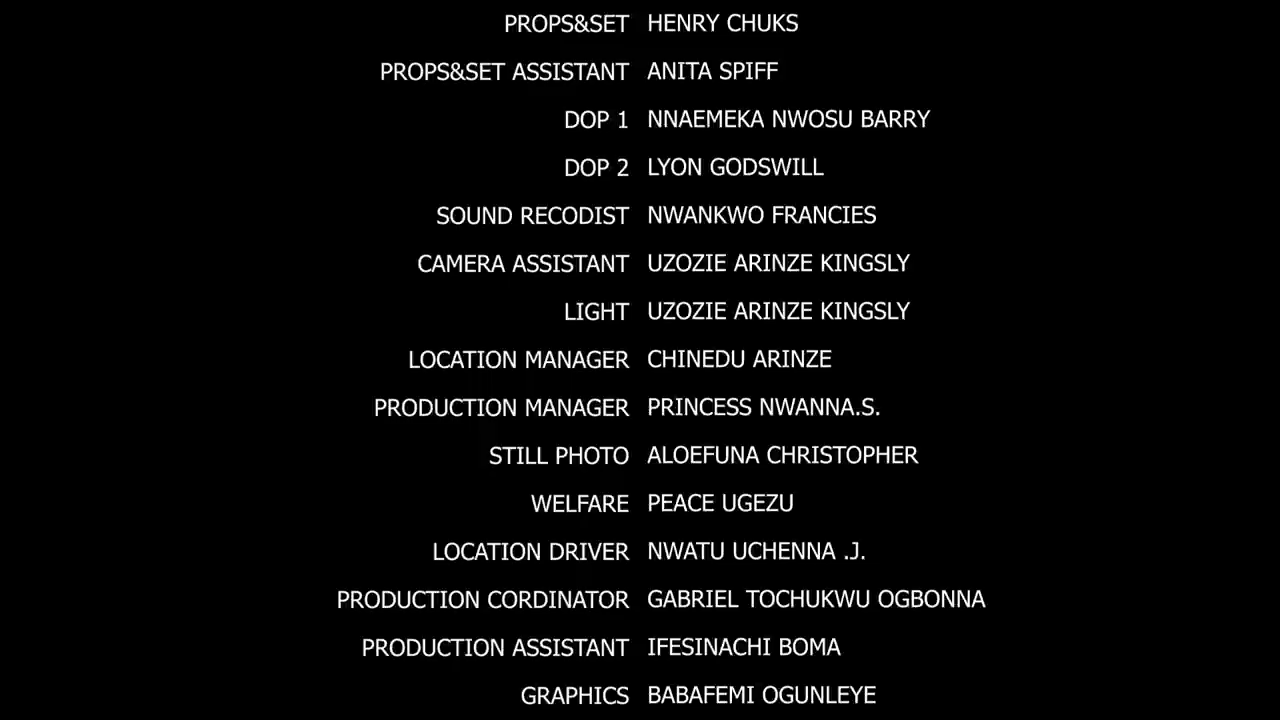 PROPS&SET HENRY CHUKS
PROPS&SET ASSISTANT ANITA SPIFF
DOP 1 NNAEMEKA NWOSU BARRY
DOP 2 LYON GODSWILL
SOUND RECODIST NWANKWO FRANCIES
CAMERA ASSISTANT UZOZIE ARINZE KINGSLY
LIGHT UZOZIE ARINZE KINGSLY
LOCATION MANAGER CHINEDU ARINZE
PRODUCTION MANAGER PRINCESS NWANNA.S.
STILL PHOTO ALOEFUNA CHRISTOPHER
WELFARE PEACE UGEZU
LOCATION DRIVER NWATU UCHENNA .J.
PRODUCTION CORDINATOR GABRIEL TOCHUKWU OGBONNA
PRODUCTION ASSISTANT IFESINACHI BOMA
GRAPHICS BABAFEMI OGUNLEYE